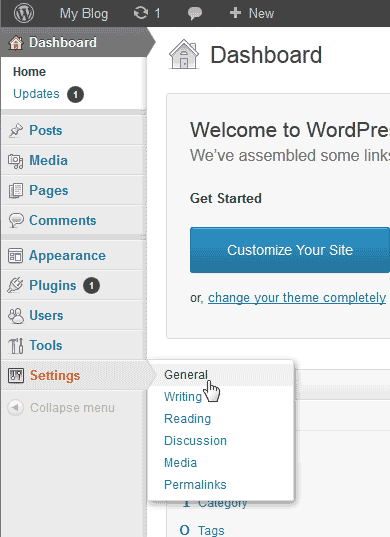 My Blog 1 New
Dashboard
Home
Updates 1
Posts
Media
Pages
Comments
Appearance
Plugins 1
Users
Tools
Settings
Collapse menu
Dashboard
Welcome to WordPres
We've assembled some links
Get Started
Customize Your Site
or, change your theme completely
General
Writing
Reading
Discussion
Media
Permalinks
1 Category
0 Tags